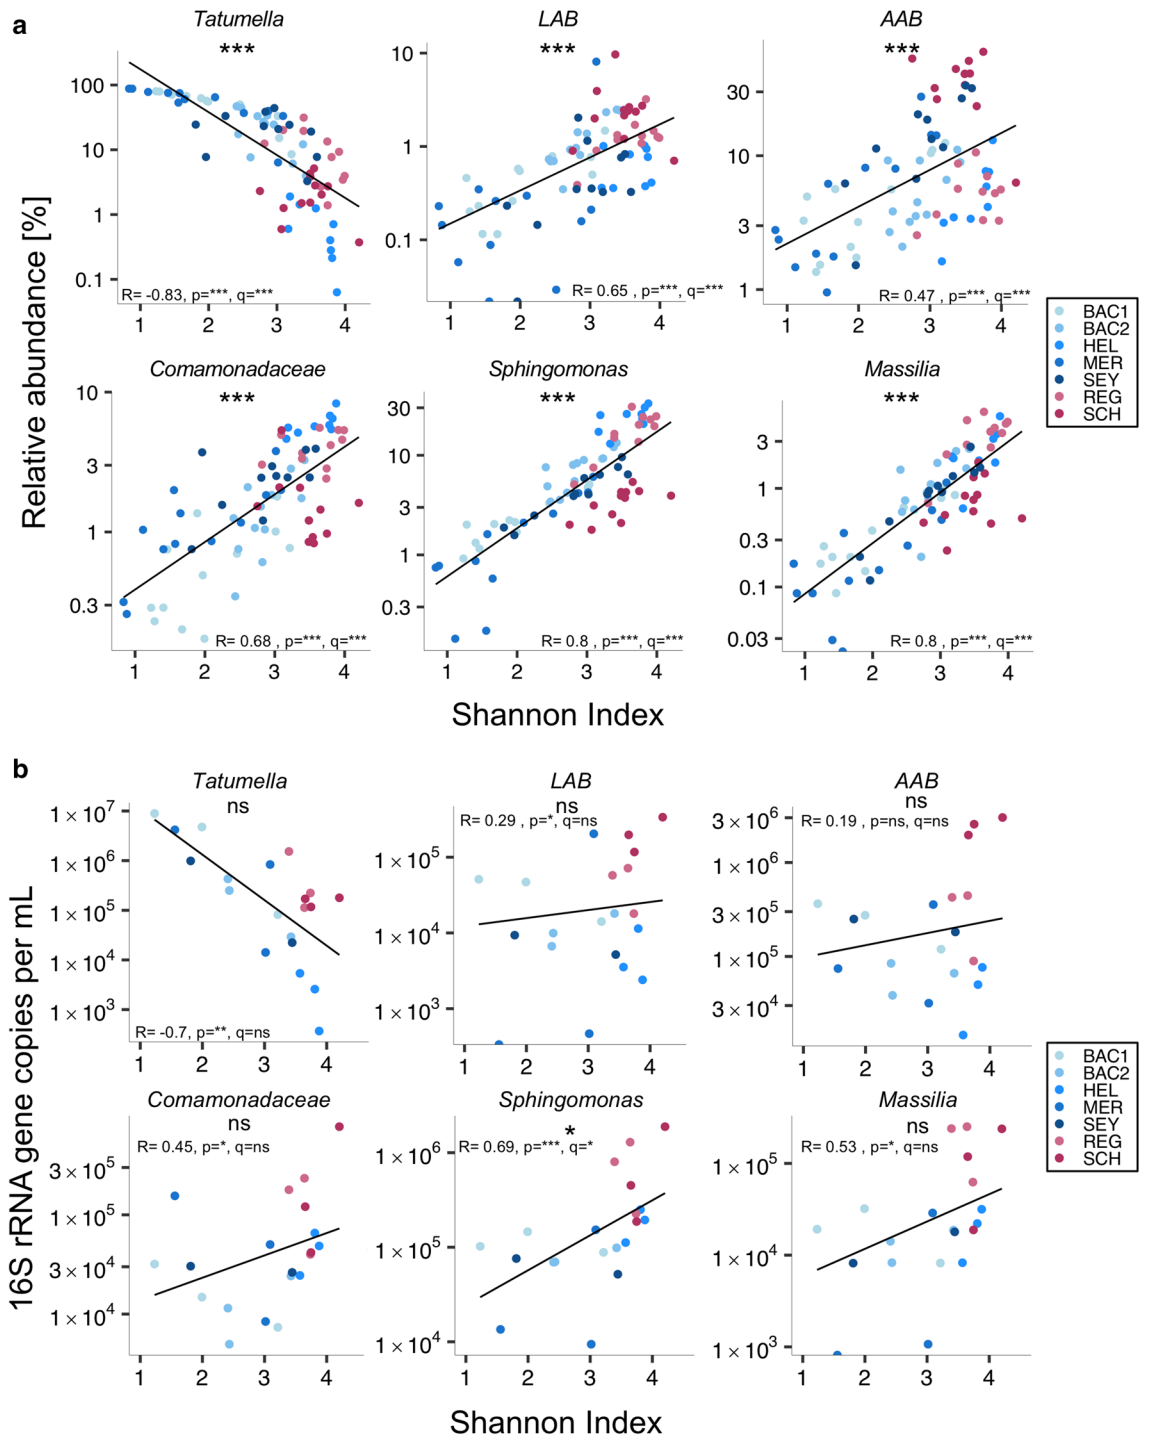 a
Tatumella LAB AAB
*** *** ***
100
10
1
0.1
10
1
0.1
30
10
3
1
R= -0.83, p=***, q=***
R= 0.65 , p=***, q=***
R= 0.47 , p=***, q=***
1 2 3 4
1 2 3 4
1 2 3 4
Relative abundance [%]
BAC1
BAC2
HEL
MER
SEY
REG
SCH
Comamonadaceae Sphingomonas Massilia
*** *** ***
10
3
1
0.3
30
10
3
1
0.3
3
1
0.3
0.1
0.03
R= 0.68 , p=***, q=***
R= 0.8 , p=***, q=***
R= 0.8 , p=***, q=***
1 2 3 4
1 2 3 4
1 2 3 4
Shannon Index
b
Tatumella LAB AAB
ns ns ns
1 × 10⁷
1 × 10⁶
1 × 10⁵
1 × 10⁴
1 × 10³
R= -0.7, p=**, q=ns
R= 0.29 , p=*, q=ns
1 × 10⁵
1 × 10⁴
1 × 10³
R= 0.19 , p=ns, q=ns
3 × 10⁶
1 × 10⁶
3 × 10⁵
1 × 10⁵
3 × 10⁴
1 2 3 4
1 2 3 4
1 2 3 4
16S rRNA gene copies per mL
BAC1
BAC2
HEL
MER
SEY
REG
SCH
Comamonadaceae Sphingomonas Massilia
ns * ns
R= 0.45, p=*, q=ns
3 × 10⁵
1 × 10⁵
3 × 10⁴
1 × 10⁴
R= 0.69, p=***, q=*
1 × 10⁶
1 × 10⁵
1 × 10⁴
R= 0.53 , p=*, q=ns
1 × 10⁵
1 × 10⁴
1 × 10³
1 2 3 4
1 2 3 4
1 2 3 4
Shannon Index